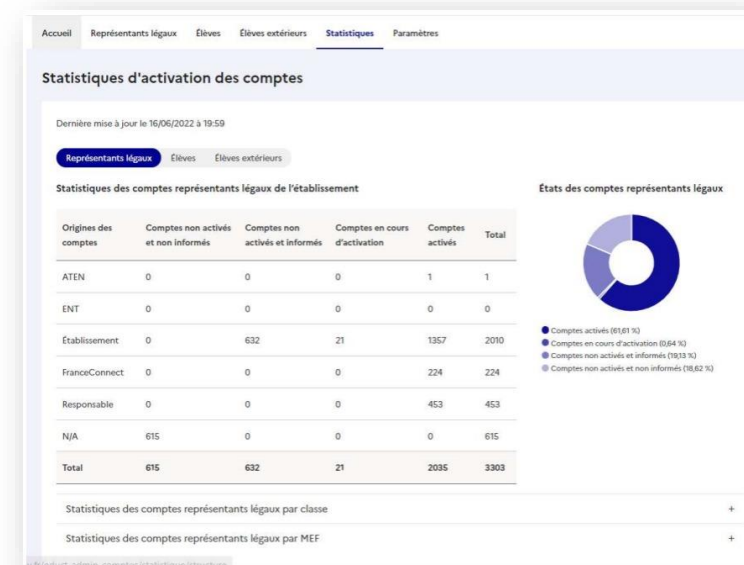 Accueil Représentants légaux Élèves Élèves extérieurs Statistiques Paramètres
Statistiques d'activation des comptes
Dernière mise à jour le 16/06/2022 à 19:59
Représentants légaux Élèves Élèves extérieurs
Statistiques des comptes représentants légaux de l'établissement
Origines des comptes Comptes non activés et non informés Comptes non activés et informés Comptes en cours d'activation Comptes activés Total
ATEN 0 0 0 1 1
ENT 0 0 0 0 0
Établissement 0 632 21 1357 2010
FranceConnect 0 0 0 224 224
Responsable 0 0 0 453 453
N/A 615 0 0 0 615
Total 615 632 21 2035 3303
États des comptes représentants légaux
Comptes activés (61,61 %)
Comptes en cours d'activation (0,64 %)
Comptes non activés et informés (19,13 %)
Comptes non activés et non informés (18,62 %)
Statistiques des comptes représentants légaux par classe +
Statistiques des comptes représentants légaux par MEF +